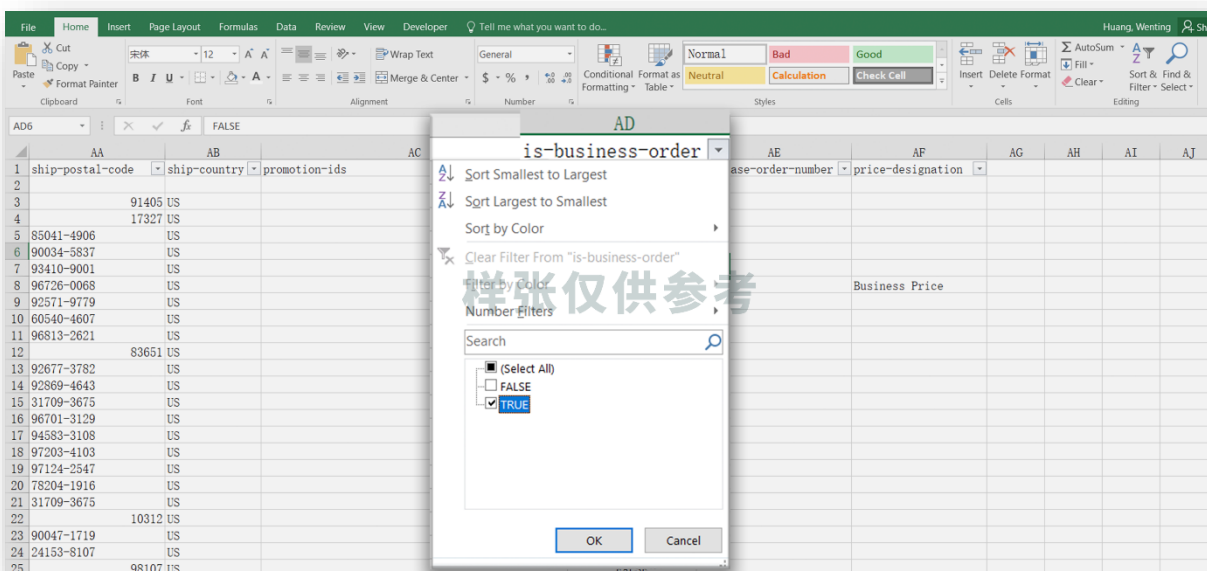 File Home Insert Page Layout Formulas Data Review View Developer Tell me what you want to do... Huang, Wenting Sh
Cut 宋体 12 A A Wrap Text General Normal Bad Good AutoSum
Copy Fill
Paste Format Painter B I U A Merge & Center $ % Conditional Formatting Format as Table Neutral Calculation Check Cell Insert Delete Format Clear Sort & Filter Find & Select
Clipboard Font Alignment Number Styles Cells Editing
AD6 fx FALSE
AA AB AC AD AE AF AG AH AI AJ
1 ship-postal-code ship-country promotion-ids is-business-order ase-order-number price-designation
2
3 91405 US
4 17327 US
5 85041-4906 US
6 90034-5837 US
7 93410-9001 US
8 96726-0068 US Business Price
9 92571-9779 US
10 60540-4607 US
11 96813-2621 US
12 83651 US
13 92677-3782 US
14 92869-4643 US
15 31709-3675 US
16 96701-3129 US
17 94583-3108 US
18 97203-4103 US
19 97124-2547 US
20 78204-1916 US
21 31709-3675 US
22 10312 US
23 90047-1719 US
24 24153-8107 US
25 98107 US
Sort Smallest to Largest
Sort Largest to Smallest
Sort by Color
Clear Filter From "is-business-order"
Filter by Color
样张仅供参考
Number Filters
Search
(Select All)
FALSE
TRUE
OK Cancel